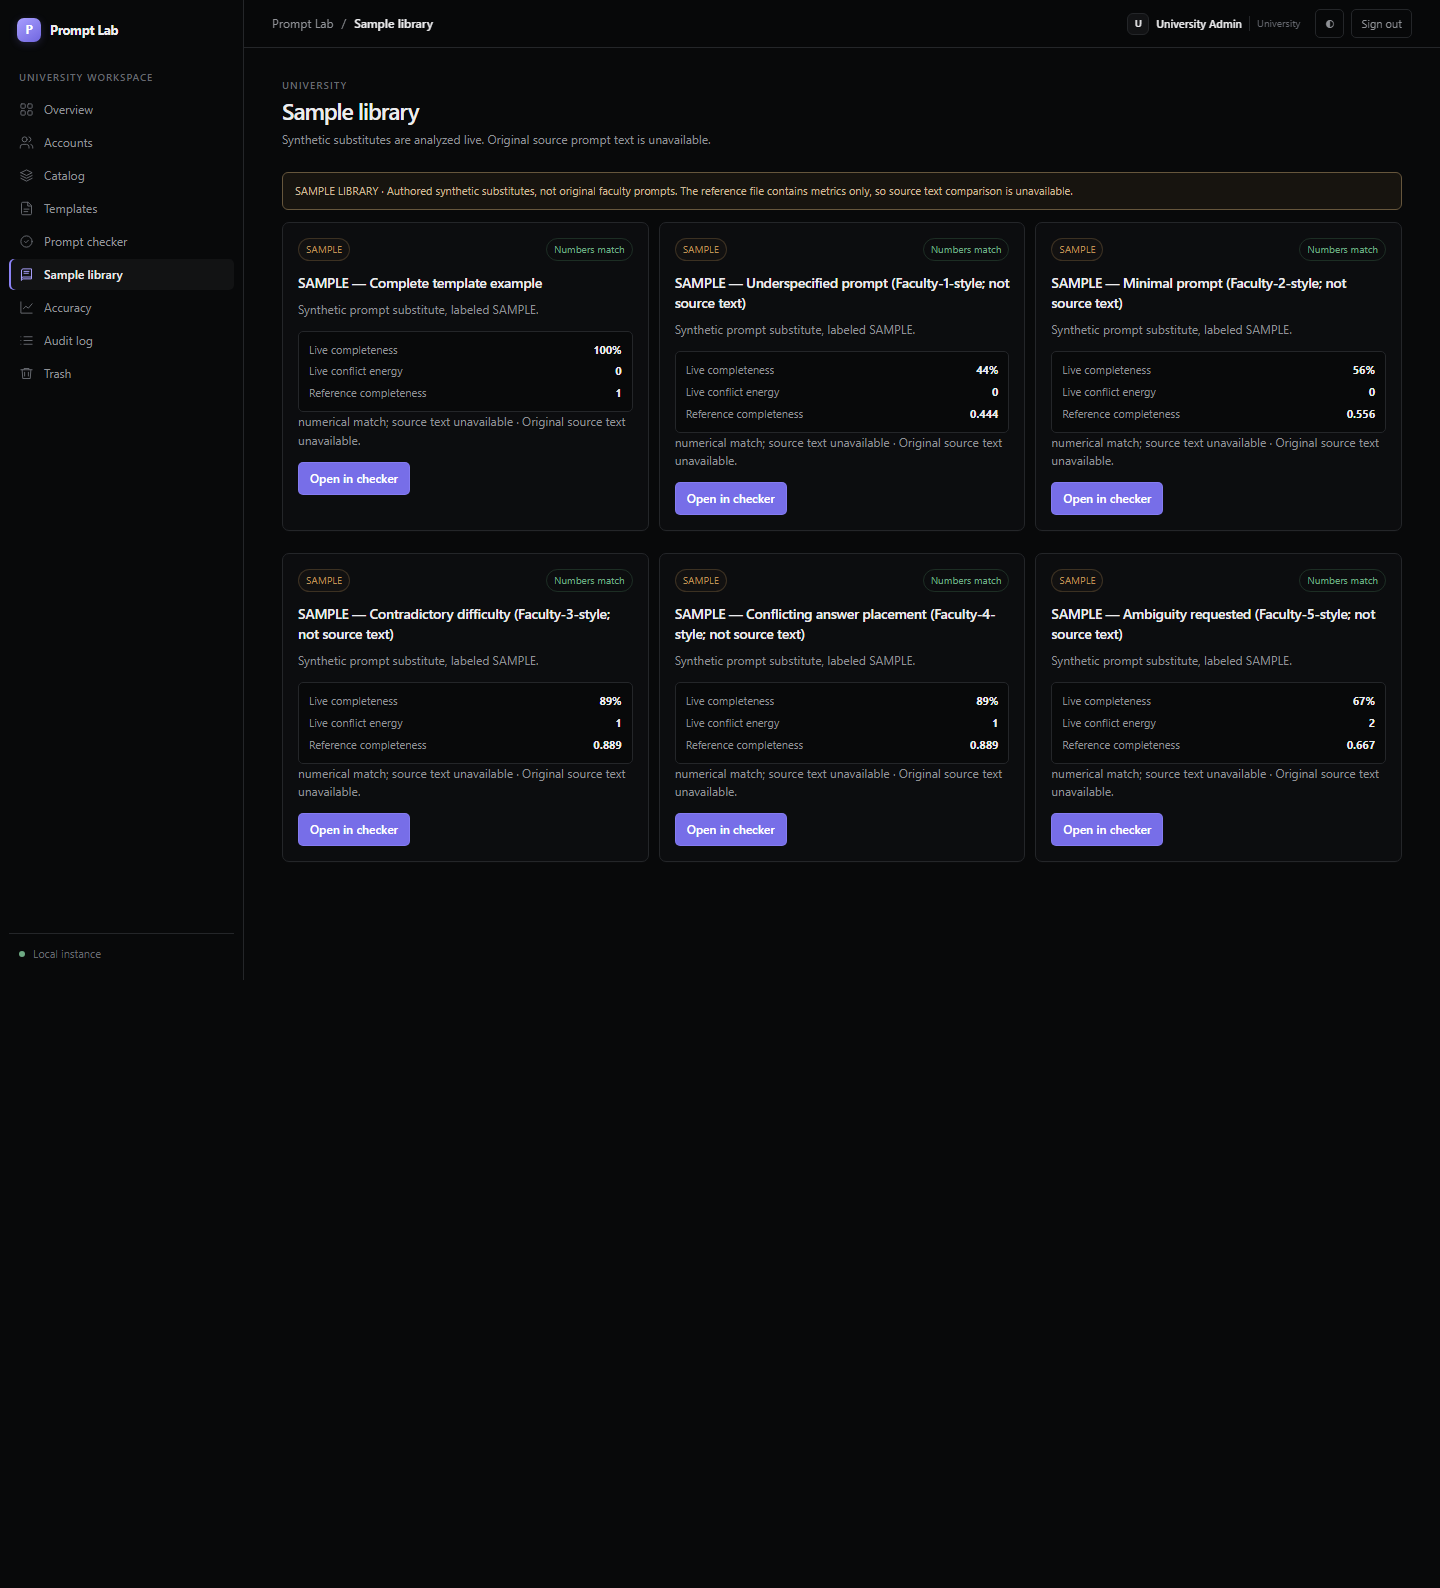 P Prompt Lab
Prompt Lab / Sample library
U University Admin University
Sign out
UNIVERSITY WORKSPACE
Overview
Accounts
Catalog
Templates
Prompt checker
Sample library
Accuracy
Audit log
Trash
Local instance
UNIVERSITY
Sample library
Synthetic substitutes are analyzed live. Original source prompt text is unavailable.
SAMPLE LIBRARY · Authored synthetic substitutes, not original faculty prompts. The reference file contains metrics only, so source text comparison is unavailable.
SAMPLE Numbers match
SAMPLE — Complete template example
Synthetic prompt substitute, labeled SAMPLE.
Live completeness 100%
Live conflict energy 0
Reference completeness 1
numerical match; source text unavailable · Original source text
unavailable.
Open in checker
SAMPLE Numbers match
SAMPLE — Underspecified prompt (Faculty-1-style; not
source text)
Synthetic prompt substitute, labeled SAMPLE.
Live completeness 44%
Live conflict energy 0
Reference completeness 0.444
numerical match; source text unavailable · Original source text
unavailable.
Open in checker
SAMPLE Numbers match
SAMPLE — Minimal prompt (Faculty-2-style; not
source text)
Synthetic prompt substitute, labeled SAMPLE.
Live completeness 56%
Live conflict energy 0
Reference completeness 0.556
numerical match; source text unavailable · Original source text
unavailable.
Open in checker
SAMPLE Numbers match
SAMPLE — Contradictory difficulty (Faculty-3-style;
not source text)
Synthetic prompt substitute, labeled SAMPLE.
Live completeness 89%
Live conflict energy 1
Reference completeness 0.889
numerical match; source text unavailable · Original source text
unavailable.
Open in checker
SAMPLE Numbers match
SAMPLE — Conflicting answer placement (Faculty-4-
style; not source text)
Synthetic prompt substitute, labeled SAMPLE.
Live completeness 89%
Live conflict energy 1
Reference completeness 0.889
numerical match; source text unavailable · Original source text
unavailable.
Open in checker
SAMPLE Numbers match
SAMPLE — Ambiguity requested (Faculty-5-style; not
source text)
Synthetic prompt substitute, labeled SAMPLE.
Live completeness 67%
Live conflict energy 2
Reference completeness 0.667
numerical match; source text unavailable · Original source text
unavailable.
Open in checker